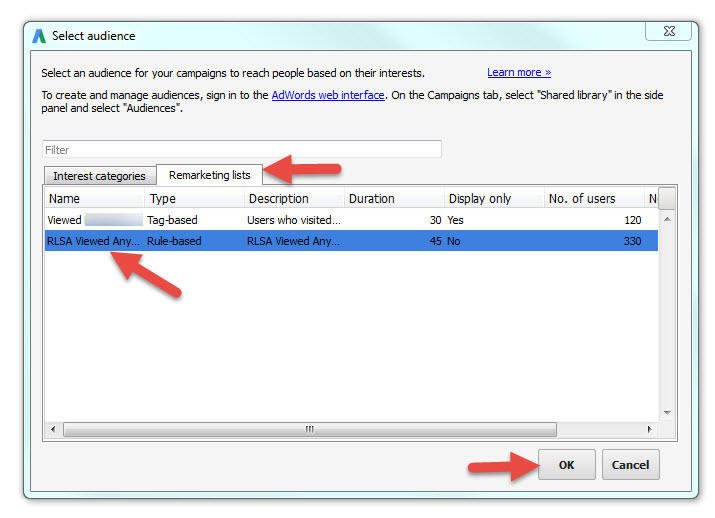 Select audience
Select an audience for your campaigns to reach people based on their interests. Learn more »
To create and manage audiences, sign in to the AdWords web interface. On the Campaigns tab, select "Shared library" in the side
panel and select "Audiences".
Filter
Interest categories Remarketing lists
Name Type Description Duration Display only No. of users N
Viewed Tag-based Users who visited... 30 Yes 120
RLSA Viewed Any... Rule-based RLSA Viewed Any... 45 No 330
OK Cancel